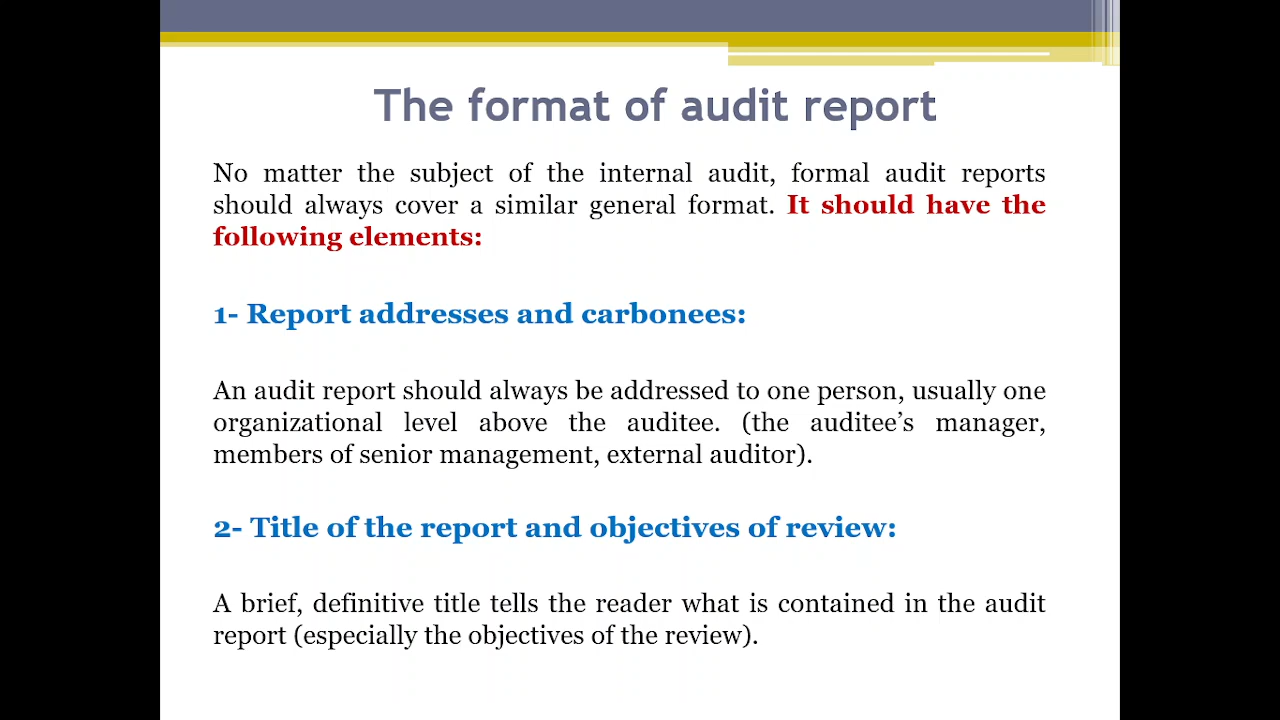 The format of audit report
No matter the subject of the internal audit, formal audit reports
should always cover a similar general format. It should have the
following elements:
1- Report addresses and carbonees:
An audit report should always be addressed to one person, usually one
organizational level above the auditee. (the auditee’s manager,
members of senior management, external auditor).
2- Title of the report and objectives of review:
A brief, definitive title tells the reader what is contained in the audit
report (especially the objectives of the review).